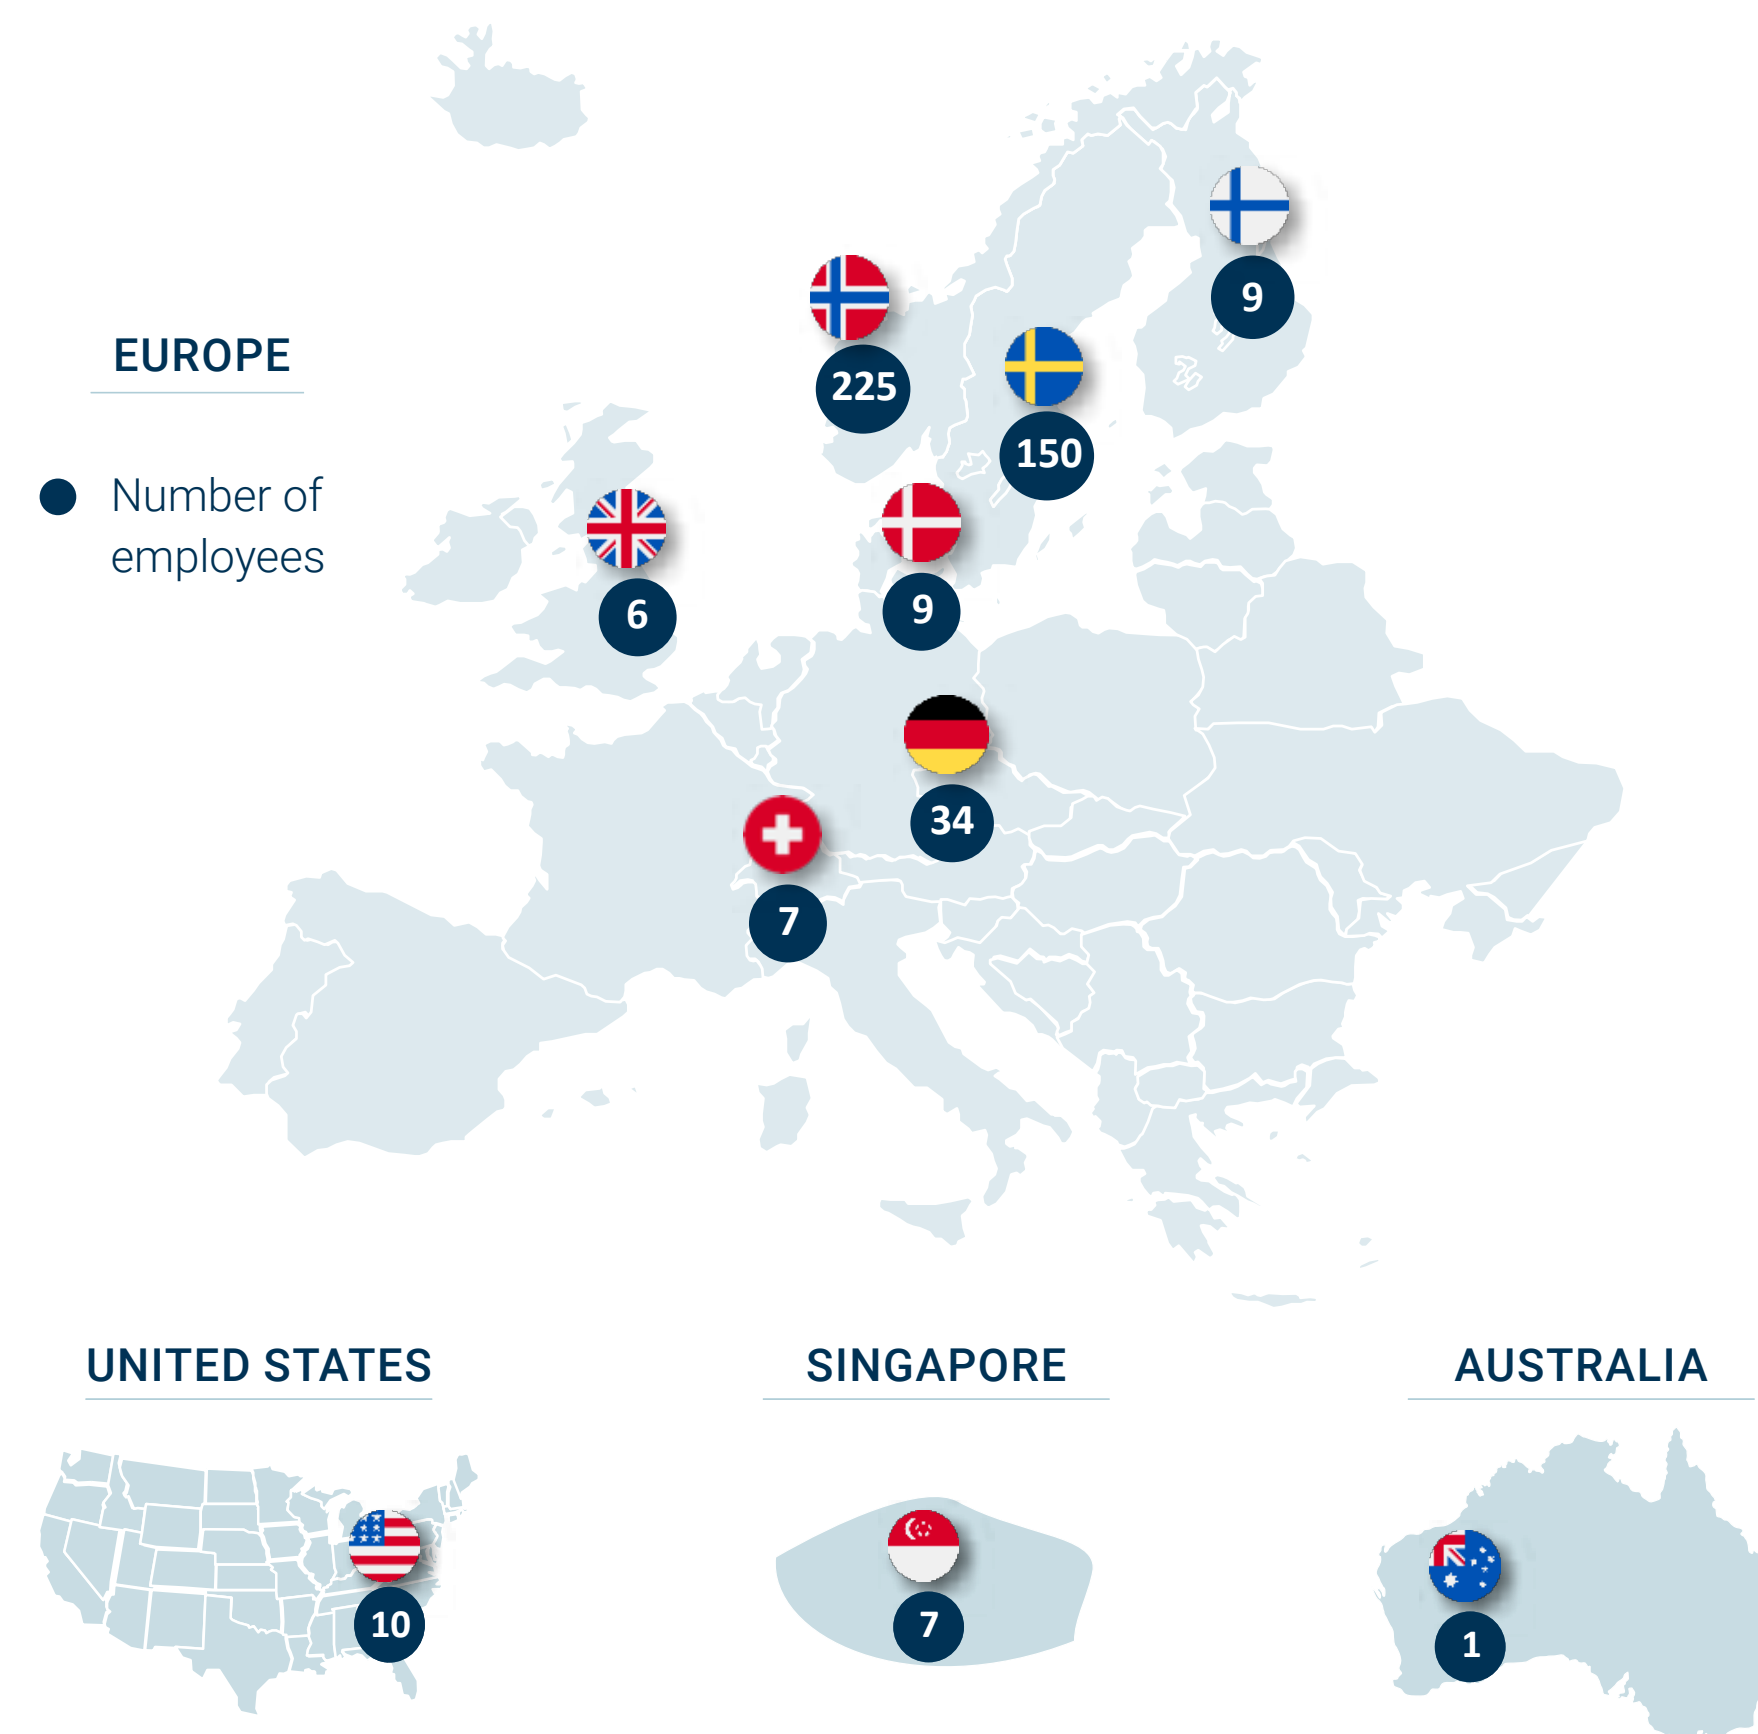 9
EUROPE
225
150
Number of
employees
6
9
34
7
UNITED STATES
SINGAPORE
AUSTRALIA
10
7
1